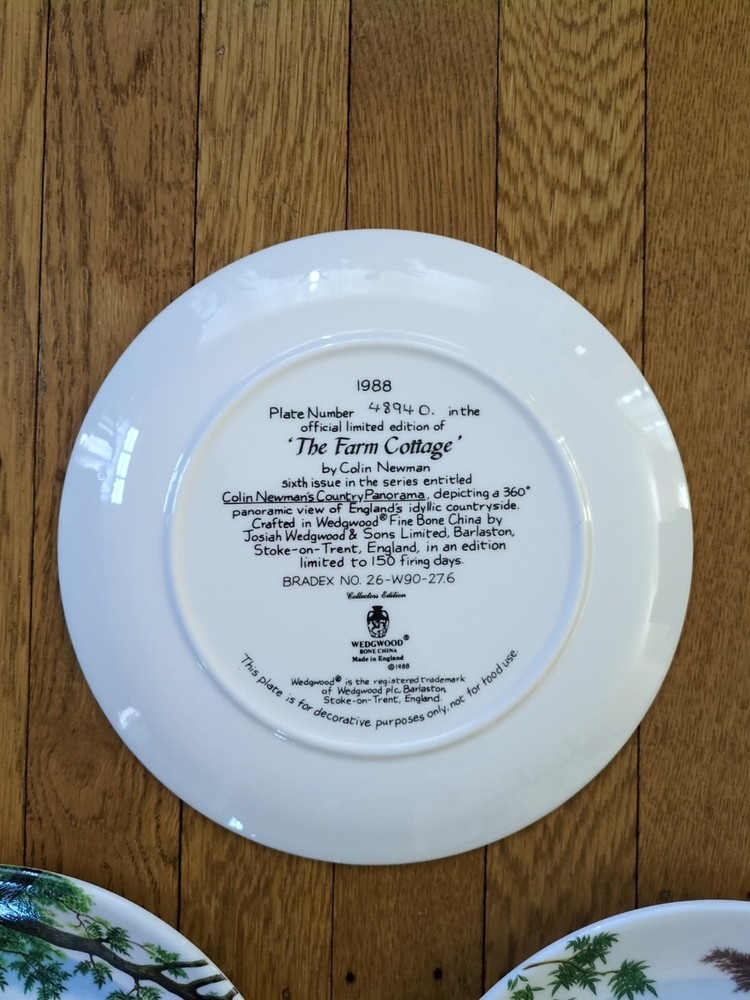 1988
Plate Number 4894 O. in the
official limited edition of
'The Farm Cottage'
by Colin Newman
sixth issue in the series entitled
Colin Newman's Country Panorama, depicting a 360°
panoramic view of England's idyllic countryside.
Crafted in Wedgwood® Fine Bone China by
Josiah Wedgwood & Sons Limited, Barlaston,
Stoke-on-Trent, England, in an edition
limited to 150 firing days.
BRADEX NO. 26-W90-27.6
Collectors Edition
WEDGWOOD®
BONE CHINA
Made in England
©1988
Wedgwood® is the registered trademark
of Wedgwood plc, Barlaston,
Stoke-on-Trent, England.
This plate is for decorative purposes only, not for food use.